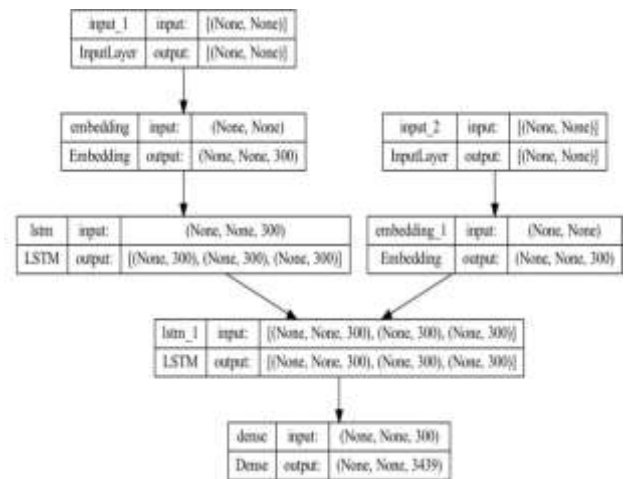 input_1 input: [(None, None)]
InputLayer output: [(None, None)]
embedding input: (None, None)
Embedding output: (None, None, 300)
input_2 input: [(None, None)]
InputLayer output: [(None, None)]
lstm input: (None, None, 300)
LSTM output: [(None, 300), (None, 300), (None, 300)]
embedding_1 input: (None, None)
Embedding output: (None, None, 300)
lstm_1 input: [(None, None, 300), (None, 300), (None, 300)]
LSTM output: [(None, None, 300), (None, 300), (None, 300)]
dense input: (None, None, 300)
Dense output: (None, None, 3439)